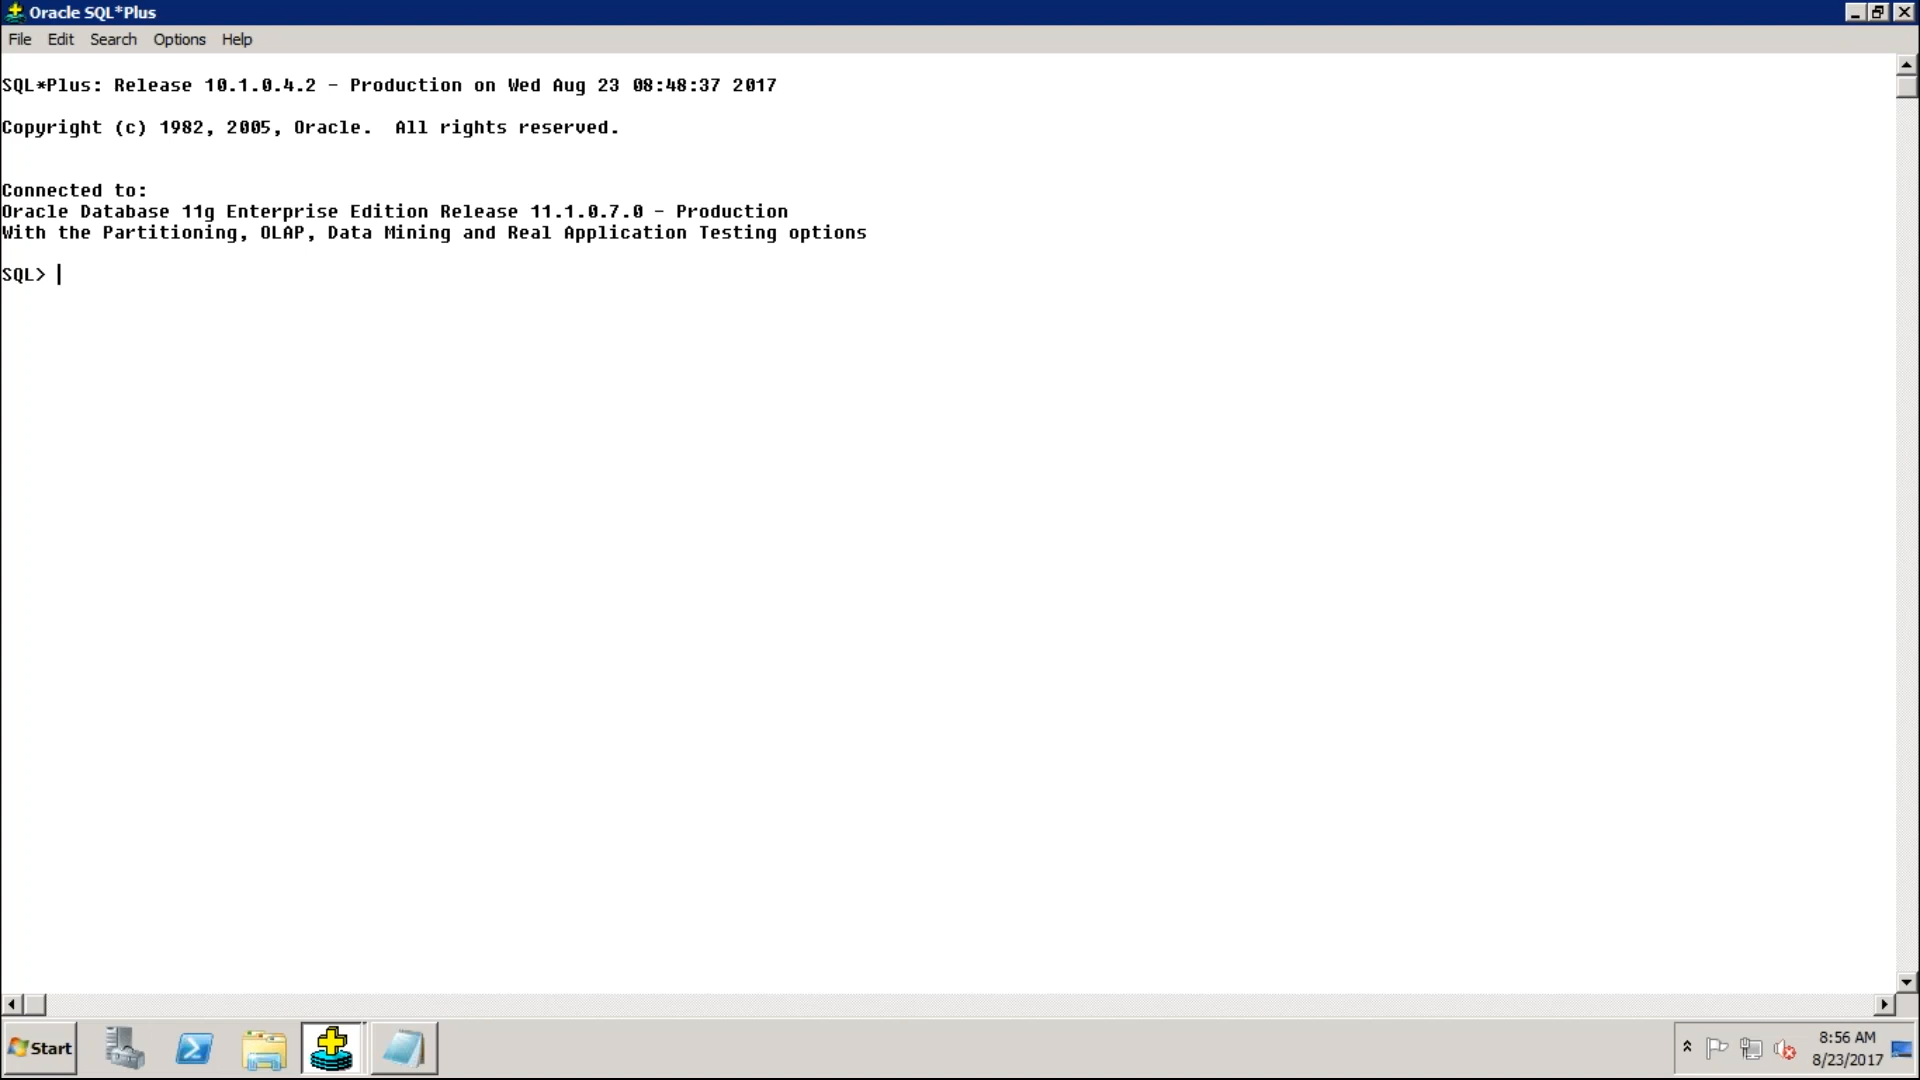 Oracle SQL*Plus
File Edit Search Options Help
SQL*Plus: Release 10.1.0.4.2 - Production on Wed Aug 23 08:48:37 2017
Copyright (c) 1982, 2005, Oracle.  All rights reserved.
Connected to:
Oracle Database 11g Enterprise Edition Release 11.1.0.7.0 - Production
With the Partitioning, OLAP, Data Mining and Real Application Testing options
SQL>
Start
8:56 AM
8/23/2017